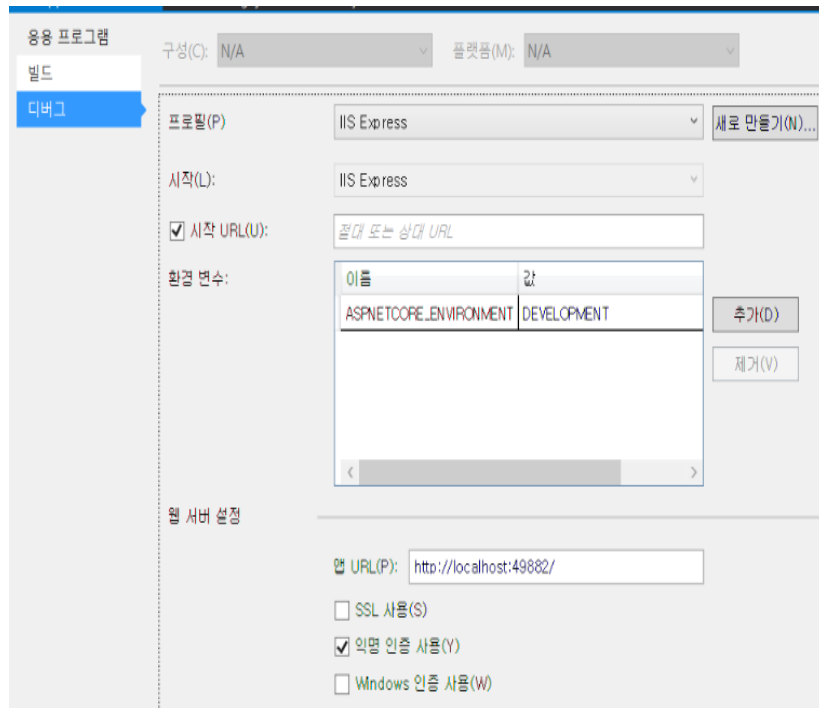 응용 프로그램
빌드
디버그
구성(C): N/A 플랫폼(M): N/A
프로필(P) IIS Express 새로 만들기(N)...
시작(L): IIS Express
시작 URL(U): 절대 또는 상대 URL
환경 변수:
이름 값
ASPNETCORE_ENVIRONMENT DEVELOPMENT
추가(D)
제거(V)
웹 서버 설정
앱 URL(P): http://localhost:49882/
SSL 사용(S)
익명 인증 사용(Y)
Windows 인증 사용(W)